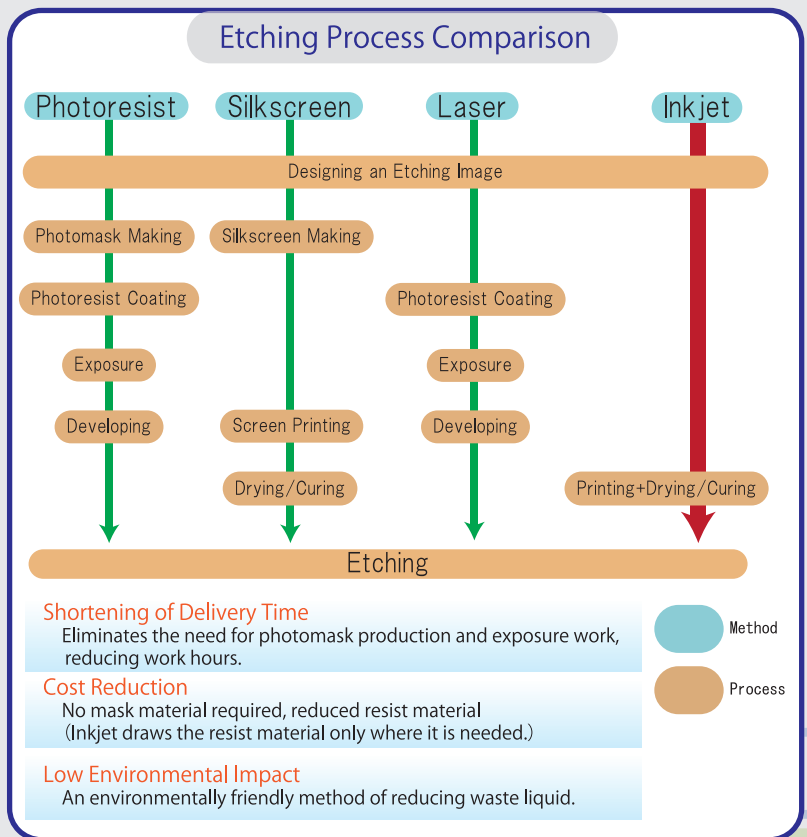 Etching Process Comparison
Photoresist Silkscreen Laser Inkjet
Designing an Etching Image
Photomask Making Silkscreen Making
Photoresist Coating Photoresist Coating
Exposure Exposure
Developing Screen Printing Developing
Drying/Curing Printing+Drying/Curing
Etching
Shortening of Delivery Time
Eliminates the need for photomask production and exposure work,
reducing work hours.
Method
Cost Reduction
Process
No mask material required, reduced resist material
(Inkjet draws the resist material only where it is needed.)
Low Environmental Impact
An environmentally friendly method of reducing waste liquid.